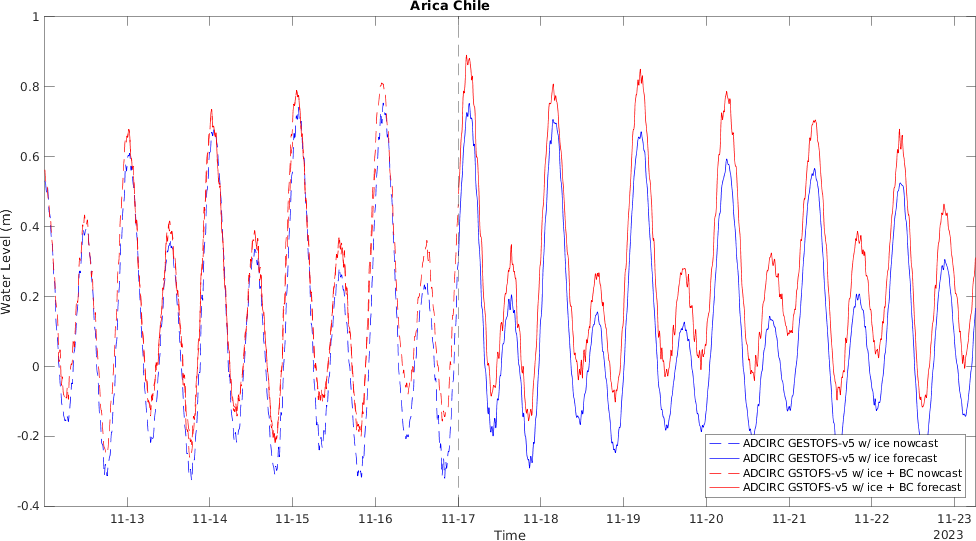 Arica Chile
1
0.8
0.6
0.4
0.2
0
-0.2
-0.4
Water Level (m)
ADCIRC GESTOFS-v5 w/ ice nowcast
ADCIRC GESTOFS-v5 w/ ice forecast
ADCIRC GSTOFS-v5 w/ ice + BC nowcast
ADCIRC GSTOFS-v5 w/ ice + BC forecast
11-13 11-14 11-15 11-16 11-17 11-18 11-19 11-20 11-21 11-22 11-23
Time 2023